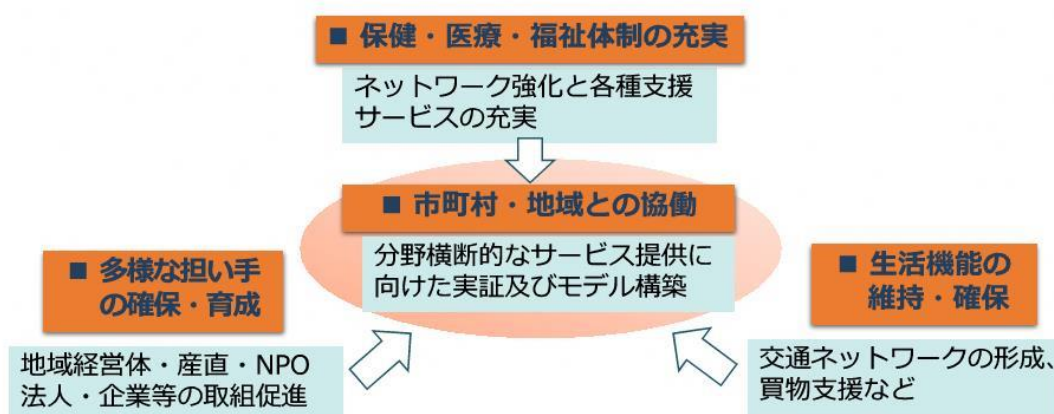 ■ 保健・医療・福祉体制の充実
ネットワーク強化と各種支援
サービスの充実
■ 市町村・地域との協働
分野横断的なサービス提供に
向けた実証及びモデル構築
■ 多様な担い手
の確保・育成
地域経営体・産直・NPO
法人・企業等の取組促進
■ 生活機能の
維持・確保
交通ネットワークの形成、
買物支援など